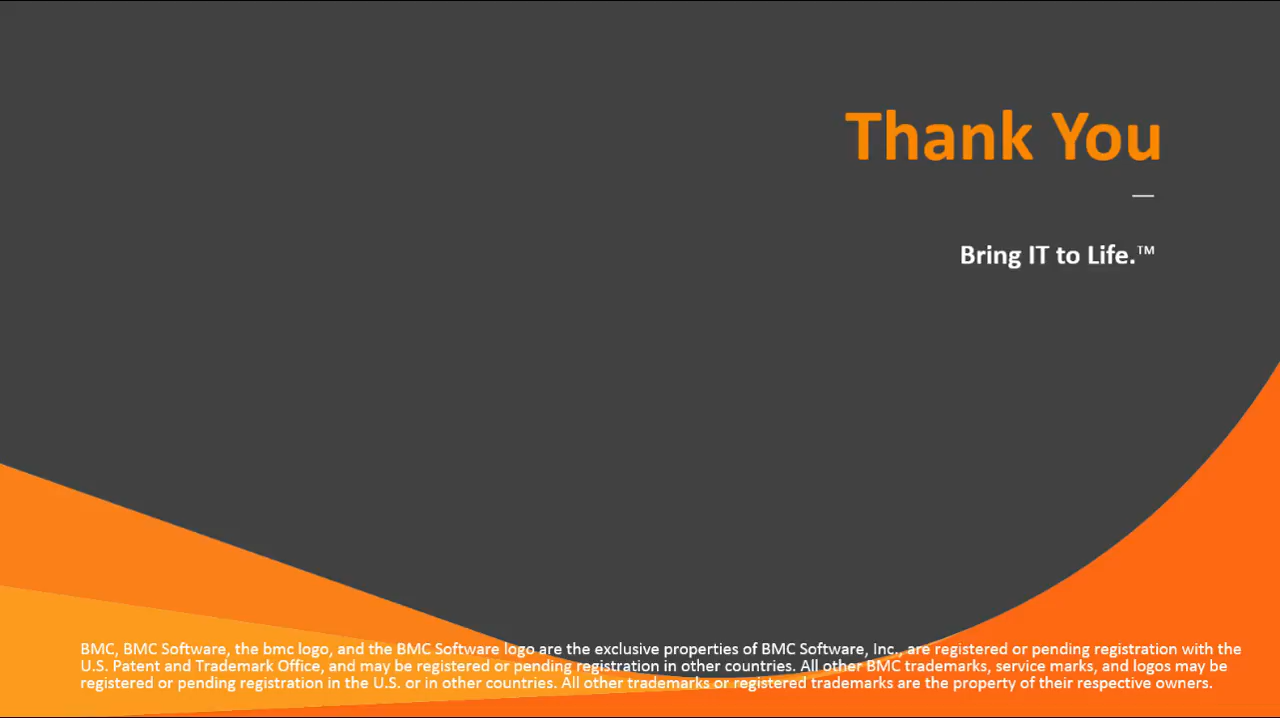 Thank You
Bring IT to Life.™
BMC, BMC Software, the bmc logo, and the BMC Software logo are the exclusive properties of BMC Software, Inc., are registered or pending registration with the
U.S. Patent and Trademark Office, and may be registered or pending registration in other countries. All other BMC trademarks, service marks, and logos may be
registered or pending registration in the U.S. or in other countries. All other trademarks or registered trademarks are the property of their respective owners.